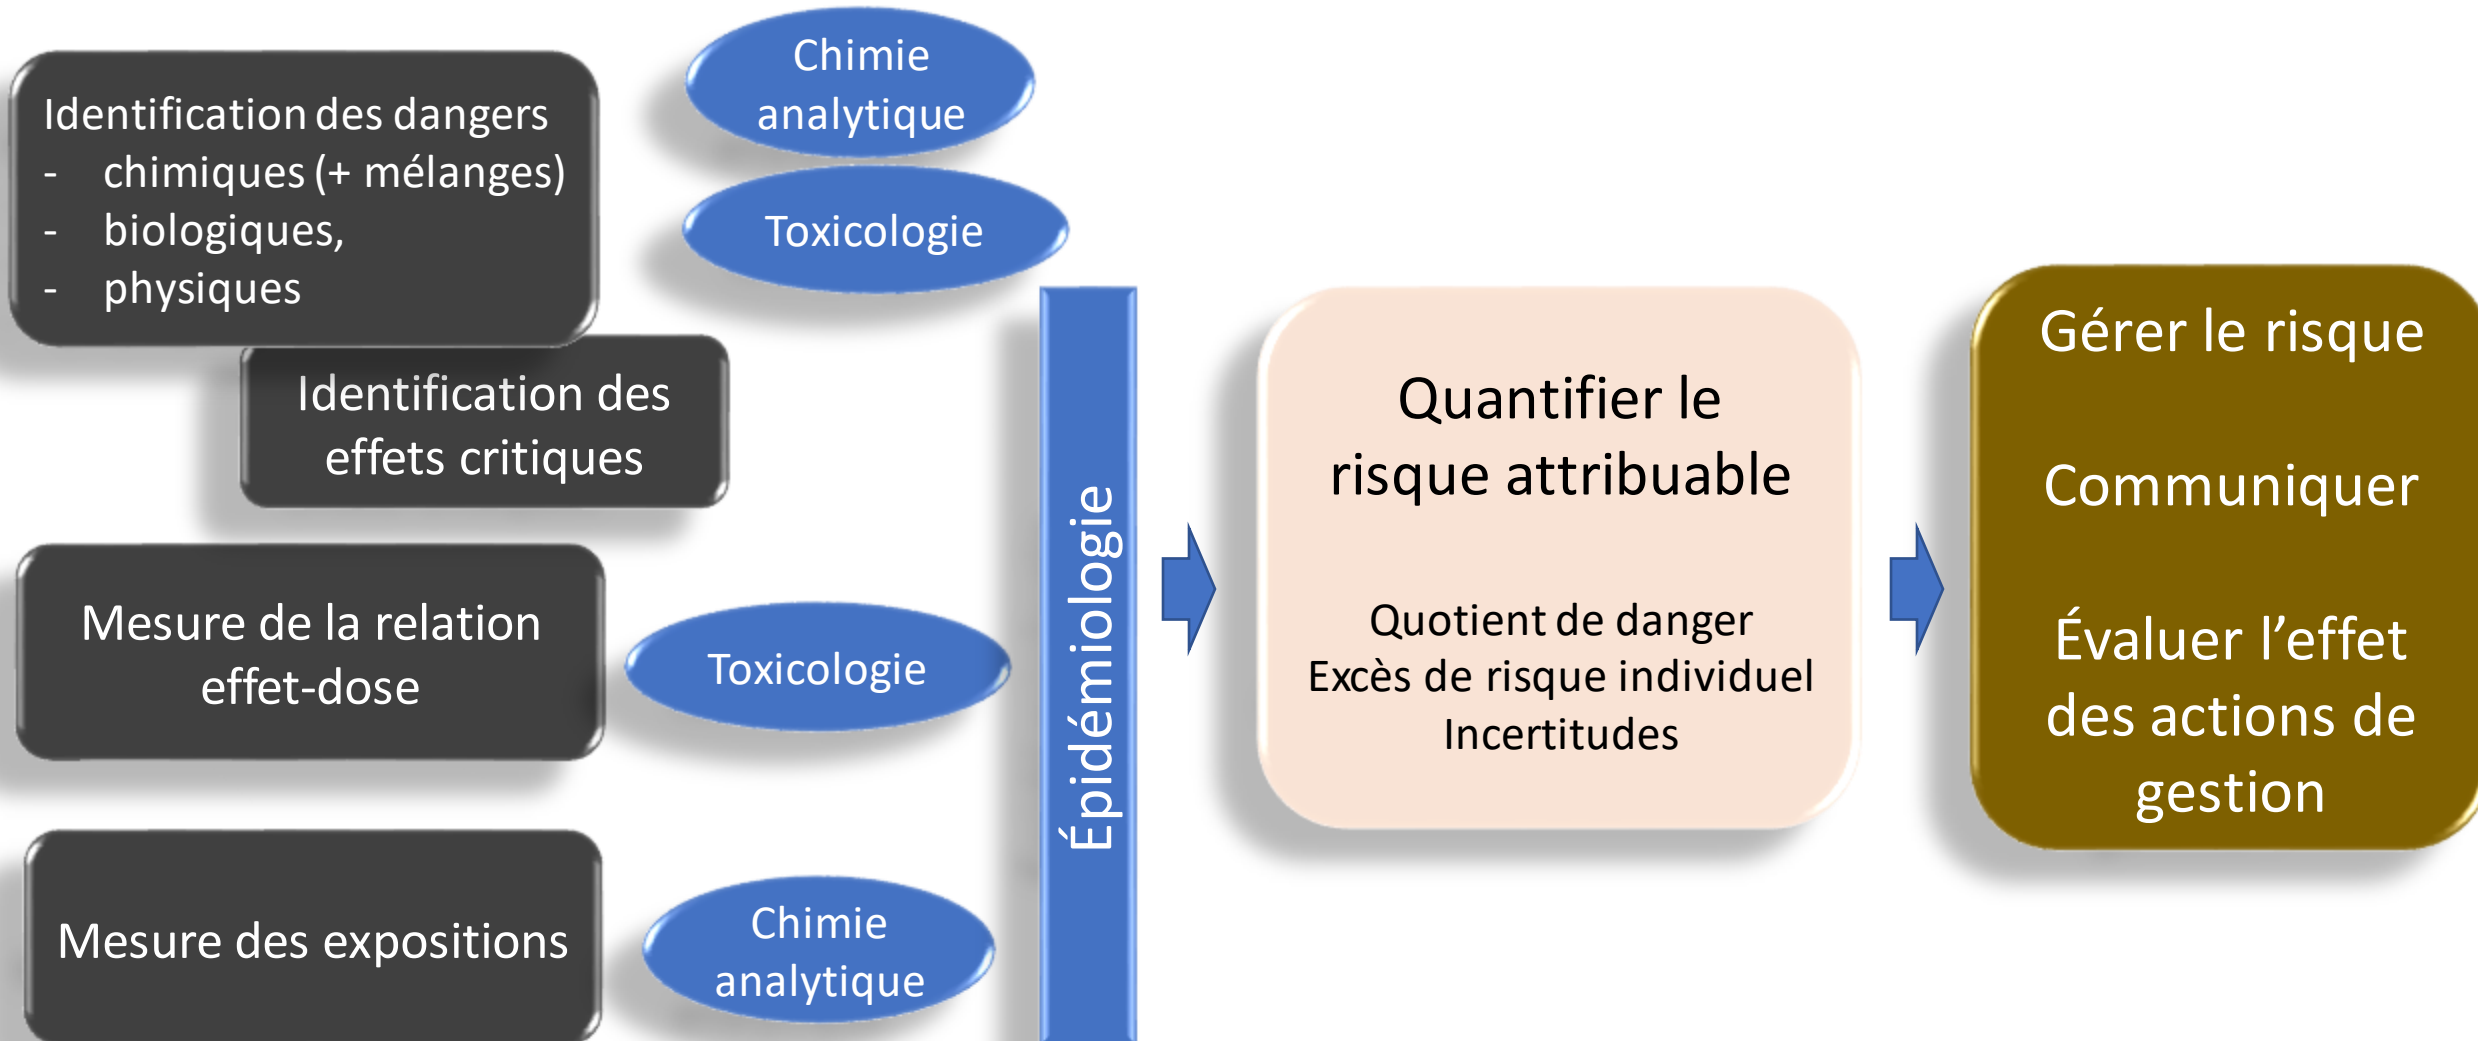 Identification des dangers
- chimiques (+ mélanges)
- biologiques,
- physiques
Chimie
analytique
Toxicologie
Identification des
effets critiques
Mesure de la relation
effet-dose
Toxicologie
Mesure des expositions
Chimie
analytique
Épidémiologie
Quantifier le
risque attribuable
Quotient de danger
Excès de risque individuel
Incertitudes
Gérer le risque
Communiquer
Évaluer l’effet
des actions de
gestion